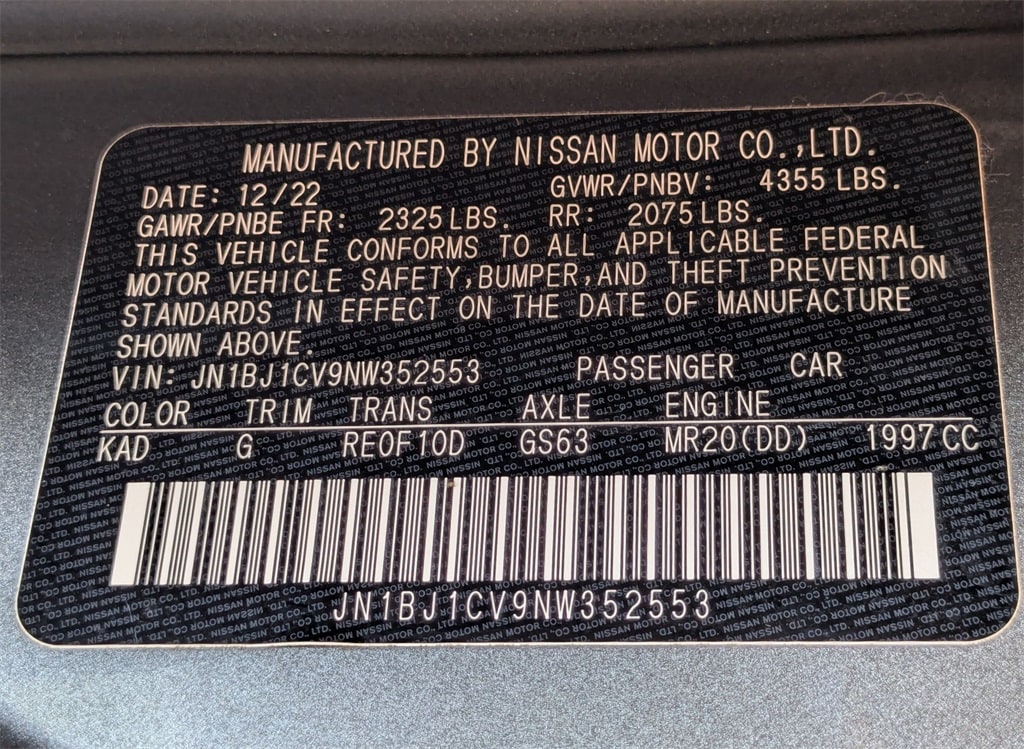 MANUFACTURED BY NISSAN MOTOR CO.,LTD.
DATE: 12/22 GVWR/PNBV: 4355 LBS.
GAWR/PNBE FR: 2325 LBS. RR: 2075 LBS.
THIS VEHICLE CONFORMS TO ALL APPLICABLE FEDERAL
MOTOR VEHICLE SAFETY,BUMPER,AND THEFT PREVENTION
STANDARDS IN EFFECT ON THE DATE OF MANUFACTURE
SHOWN ABOVE.
VIN: JN1BJ1CV9NW352553 PASSENGER CAR
COLOR TRIM TRANS AXLE ENGINE
KAD G RE0F10D GS63 MR20(DD) 1997 CC
JN1BJ1CV9NW352553